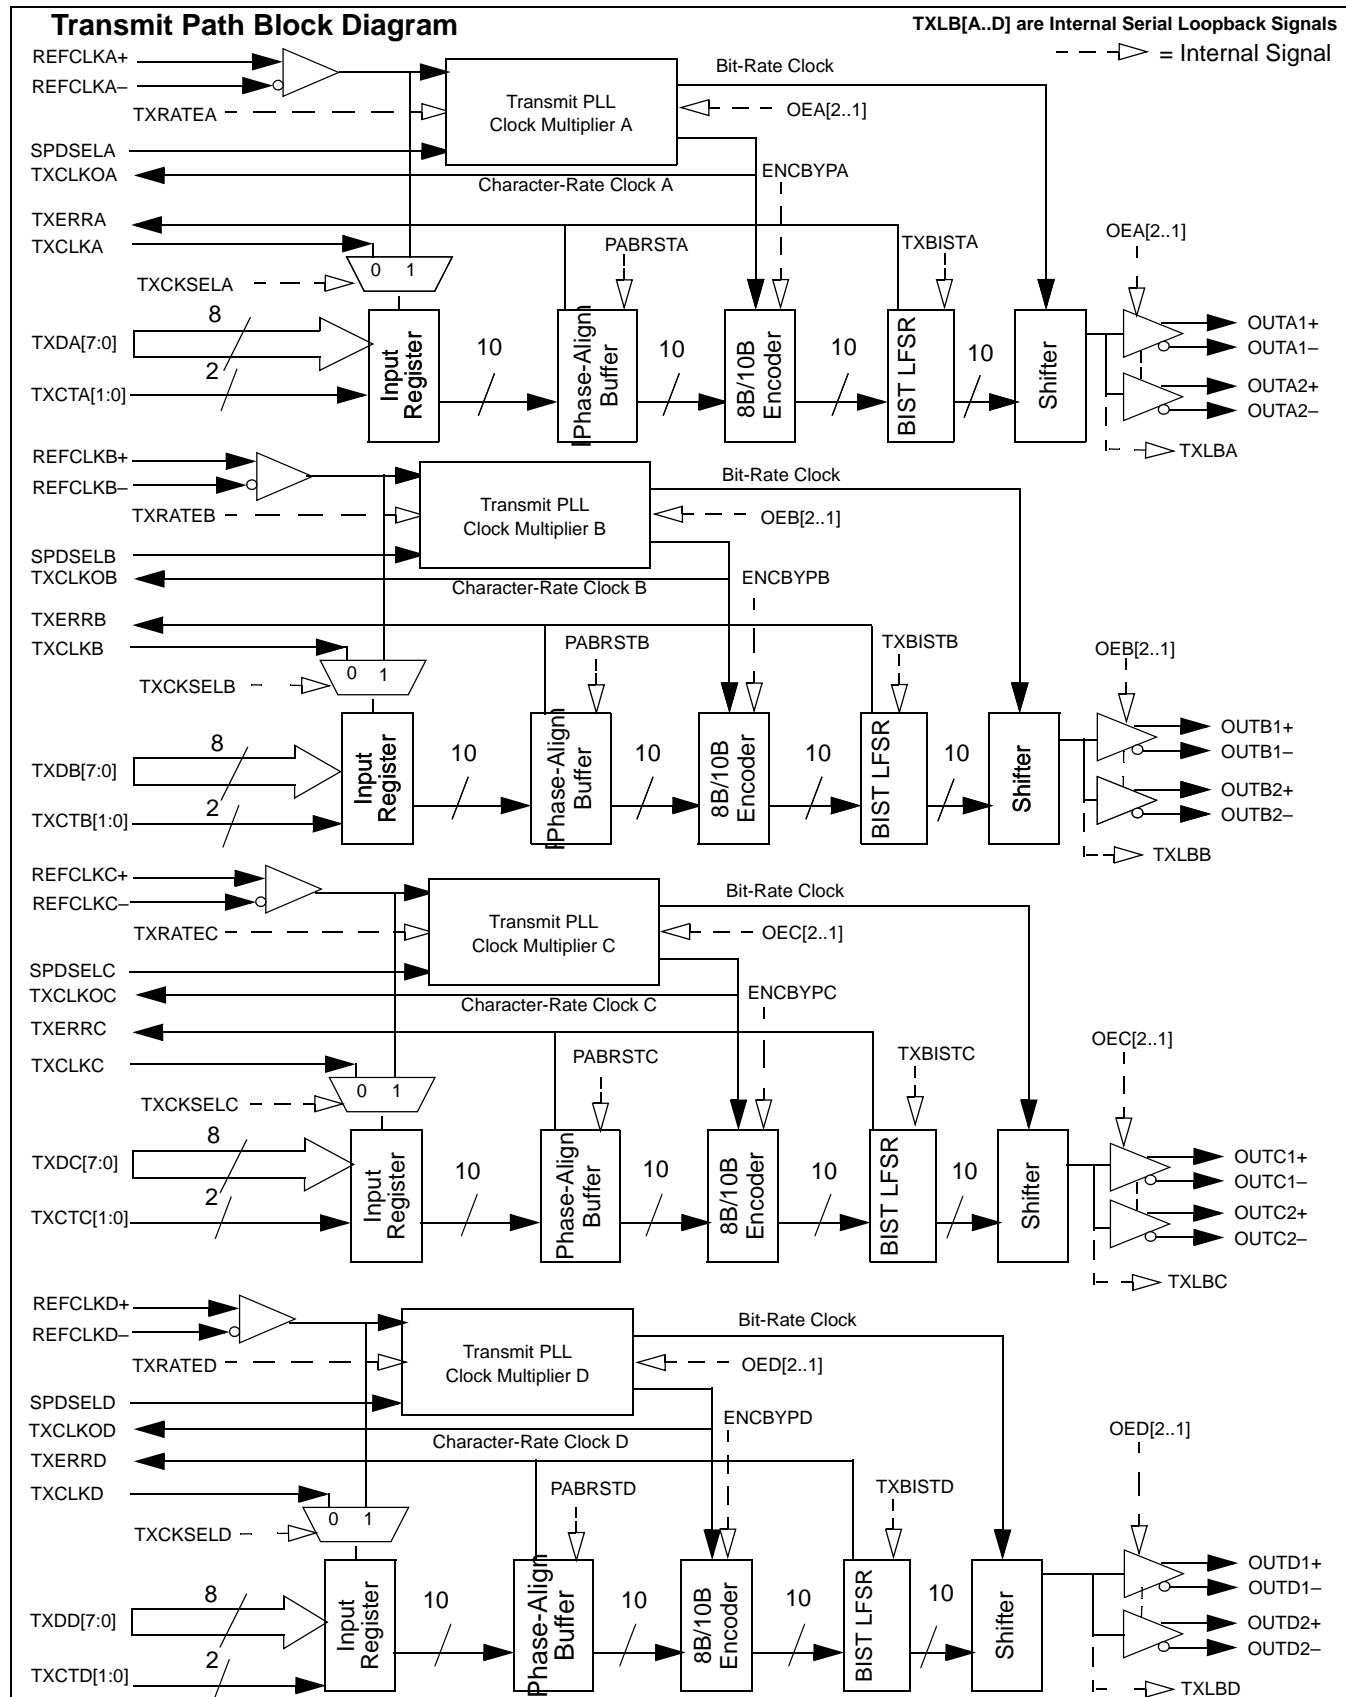 Transmit Path Block Diagram
TXLB[A..D] are Internal Serial Loopback Signals
= Internal Signal
REFCLKA+
REFCLKA–
TXRATEA
SPDSELA
TXCLKOA
TXERRA
TXCLKA
TXCKSELA
TXDA[7:0]
TXCTA[1:0]
Transmit PLL
Clock Multiplier A
Bit-Rate Clock
OEA[2..1]
Character-Rate Clock A
ENCBYPA
PABRSTA
TXBISTA
OEA[2..1]
0 1
8
2
Input
Register
10
Phase-Align
Buffer
10
8B/10B
Encoder
10
BIST LFSR
10
Shifter
OUTA1+
OUTA1–
OUTA2+
OUTA2–
TXLBA
REFCLKB+
REFCLKB–
TXRATEB
SPDSELB
TXCLKOB
TXERRB
TXCLKB
TXCKSELB
TXDB[7:0]
TXCTB[1:0]
Transmit PLL
Clock Multiplier B
Bit-Rate Clock
OEB[2..1]
Character-Rate Clock B
ENCBYPB
PABRSTB
TXBISTB
OEB[2..1]
0 1
8
2
Input
Register
10
Phase-Align
Buffer
10
8B/10B
Encoder
10
BIST LFSR
10
Shifter
OUTB1+
OUTB1–
OUTB2+
OUTB2–
TXLBB
REFCLKC+
REFCLKC–
TXRATEC
SPDSELC
TXCLKOC
TXERRC
TXCLKC
TXCKSELC
TXDC[7:0]
TXCTC[1:0]
Transmit PLL
Clock Multiplier C
Bit-Rate Clock
OEC[2..1]
Character-Rate Clock C
ENCBYPC
PABRSTC
TXBISTC
OEC[2..1]
0 1
8
2
Input
Register
10
Phase-Align
Buffer
10
8B/10B
Encoder
10
BIST LFSR
10
Shifter
OUTC1+
OUTC1–
OUTC2+
OUTC2–
TXLBC
REFCLKD+
REFCLKD–
TXRATED
SPDSELD
TXCLKOD
TXERRD
TXCLKD
TXCKSELD
TXDD[7:0]
TXCTD[1:0]
Transmit PLL
Clock Multiplier D
Bit-Rate Clock
OED[2..1]
Character-Rate Clock D
ENCBYPD
PABRSTD
TXBISTD
OED[2..1]
0 1
8
2
Input
Register
10
Phase-Align
Buffer
10
8B/10B
Encoder
10
BIST LFSR
10
Shifter
OUTD1+
OUTD1–
OUTD2+
OUTD2–
TXLBD